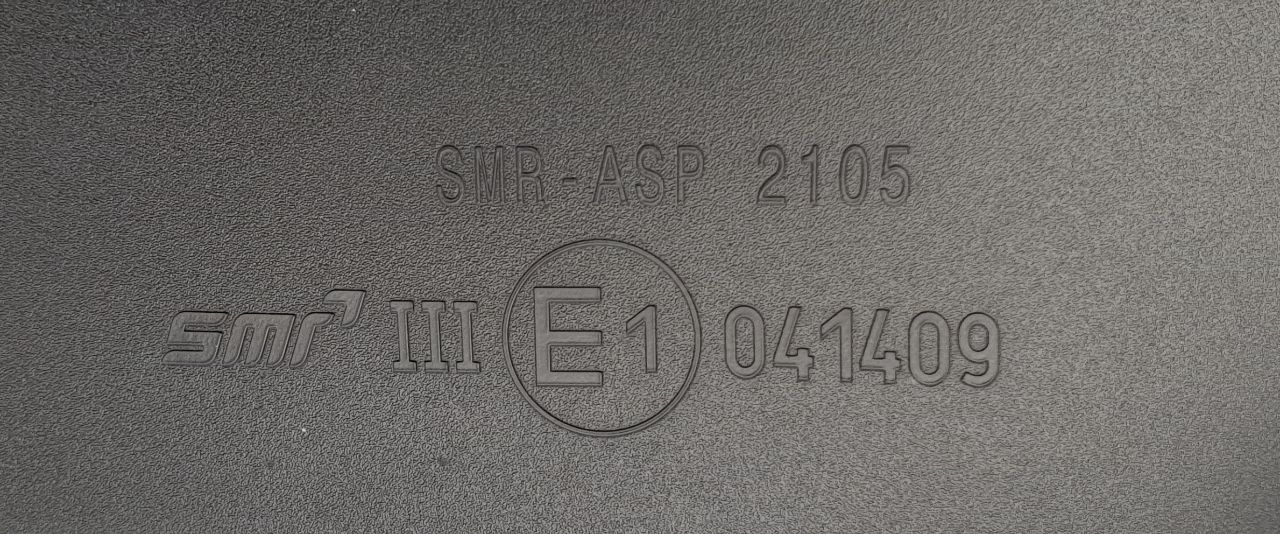 SMR-ASP 2105
smr III E1 041409